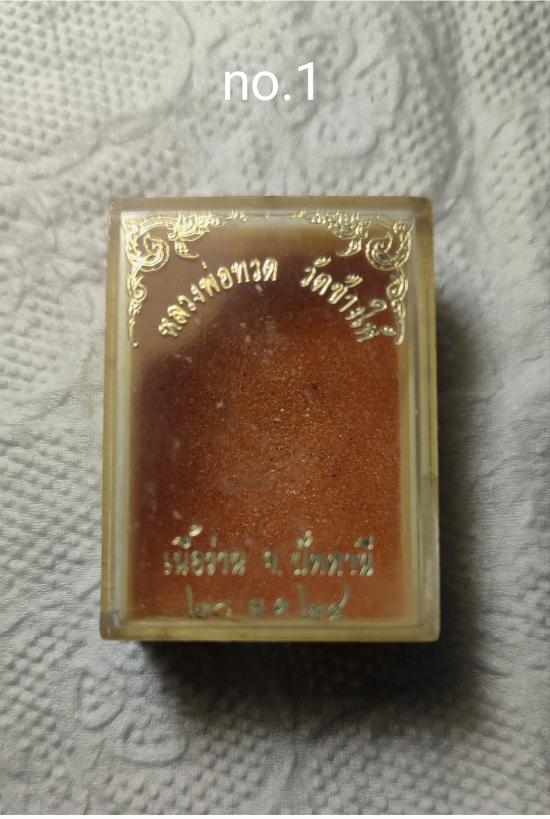 no.1
หลวงพ่อทวด วัดช้างให้
เนื้อว่าน จ. ปัตตานี